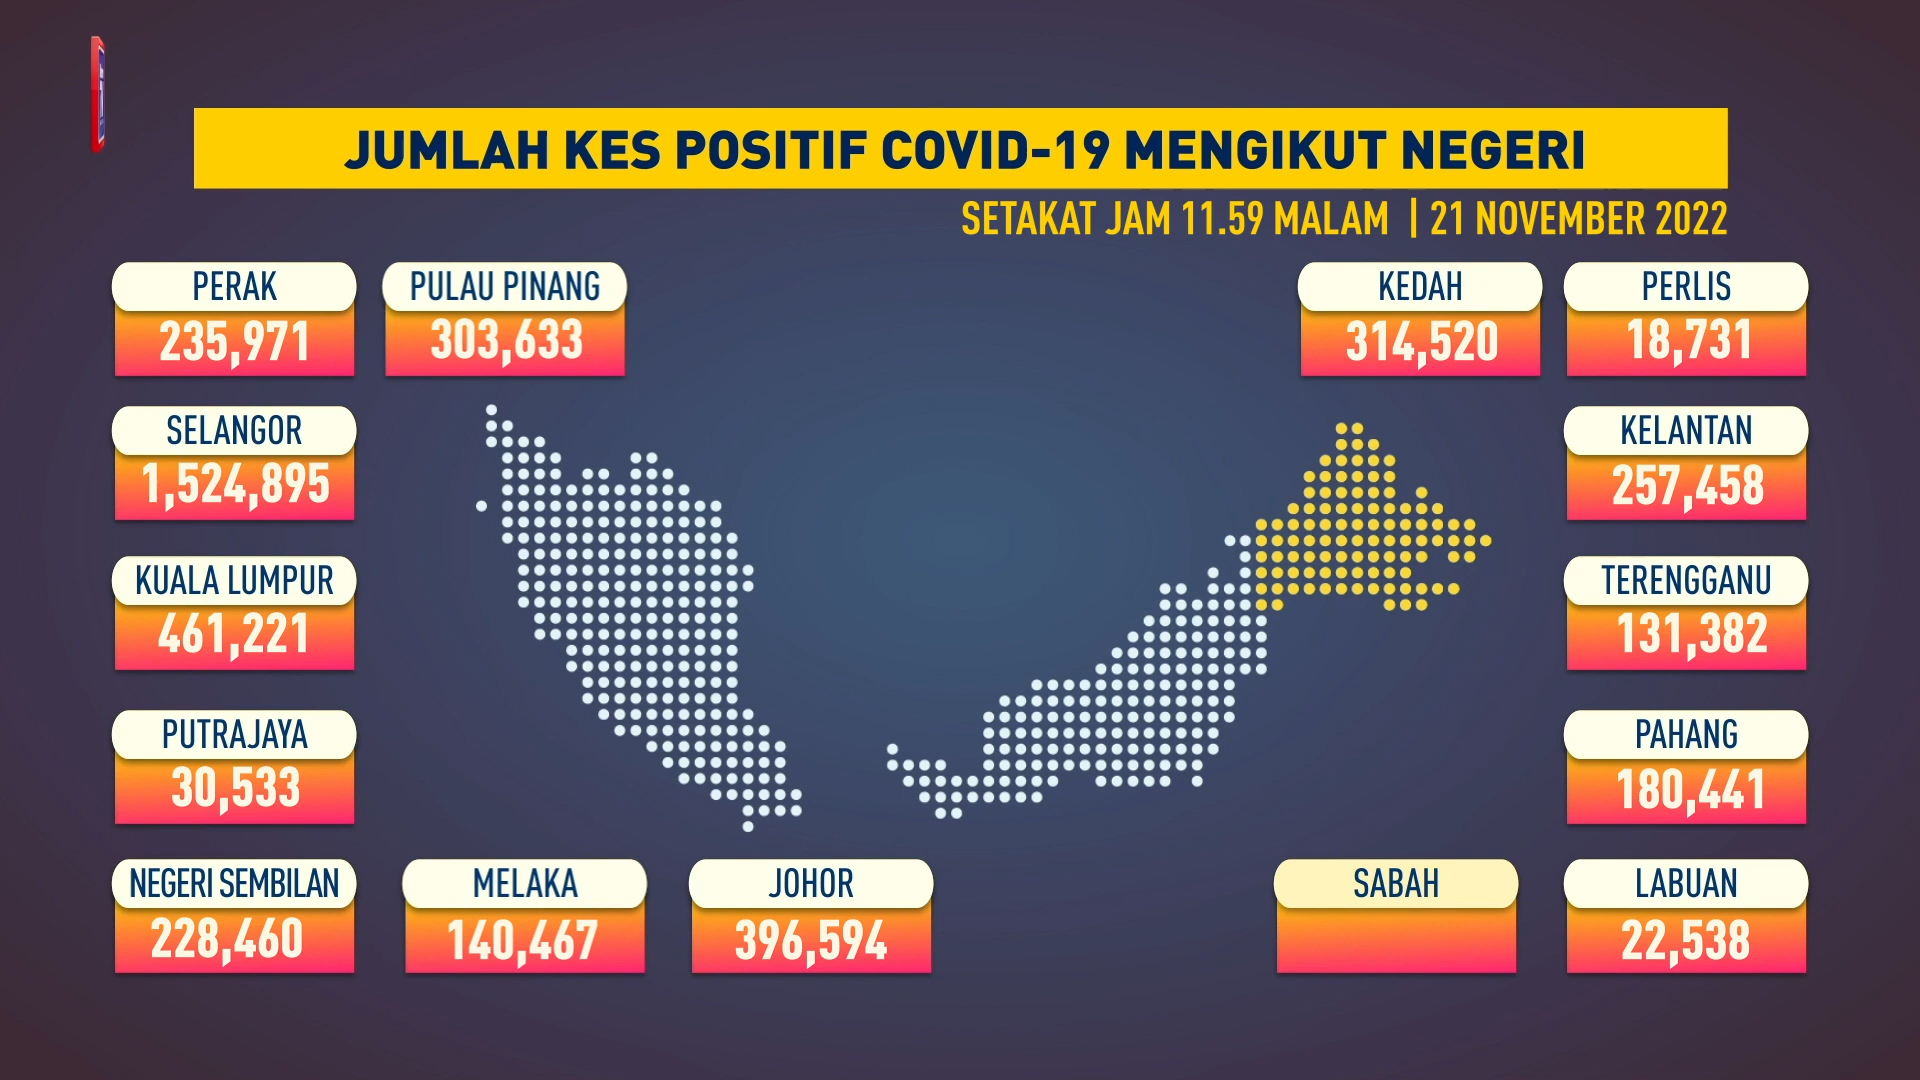 JUMLAH KES POSITIF COVID-19 MENGIKUT NEGERI
SETAKAT JAM 11.59 MALAM | 21 NOVEMBER 2022
PERAK
235,971
PULAU PINANG
303,633
KEDAH
314,520
PERLIS
18,731
SELANGOR
1,524,895
KELANTAN
257,458
KUALA LUMPUR
461,221
TERENGGANU
131,382
PUTRAJAYA
30,533
PAHANG
180,441
NEGERI SEMBILAN
228,460
MELAKA
140,467
JOHOR
396,594
SABAH
LABUAN
22,538